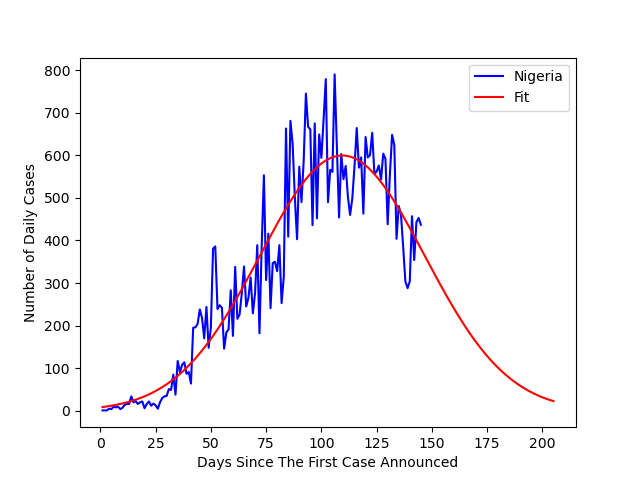 Nigeria
Fit
800
700
600
500
400
300
200
100
0
Number of Daily Cases
0 25 50 75 100 125 150 175 200
Days Since The First Case Announced